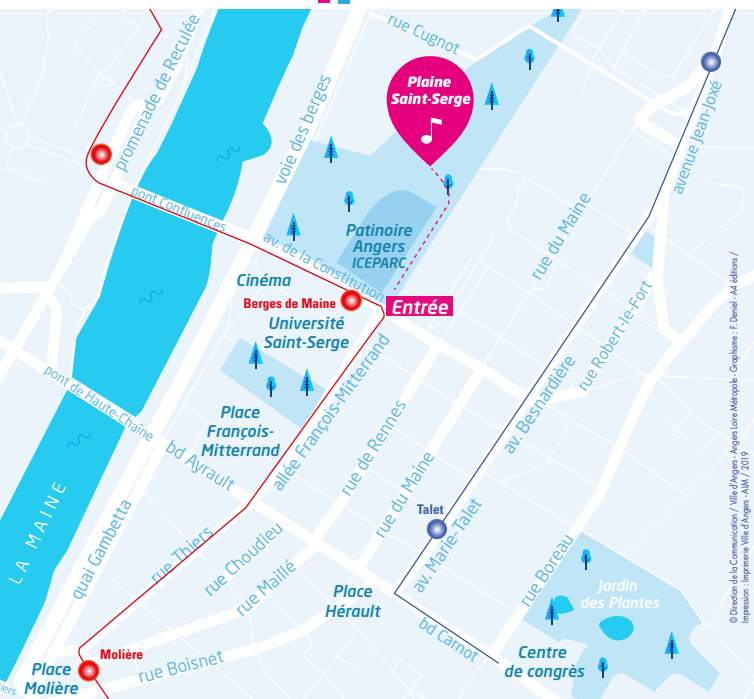 rue Cugnot
promenade de Reculée
voie des berges
Plaine
Saint-Serge
avenue Jean-Joxé
pont Confluences
Patinoire
Angers
ICEPARC
rue du Maine
av. de la Constitution
Cinéma
Berges de Maine
Entrée
Université
Saint-Serge
rue Robert-le-Fort
pont de Haute-Chaîne
Place
François-
Mitterrand
allée François-Mitterrand
av. Besnardière
bd Ayrault
rue de Rennes
rue du Maine
LA MAINE
quai Gambetta
rue Thiers
rue Choudieu
rue Maillé
Talet
av. Marie-Talet
rue Boreau
Place
Hérault
Jardin
des Plantes
bd Carnot
Centre
de congrès
Molière
Place
Molière
rue Boisnet
© Direction de la Communication / Ville d'Angers - Angers Loire Métropole - Graphisme : F. Deniel - A4 éditions /
Impression : Imprimerie Ville d'Angers - ALM / 2019